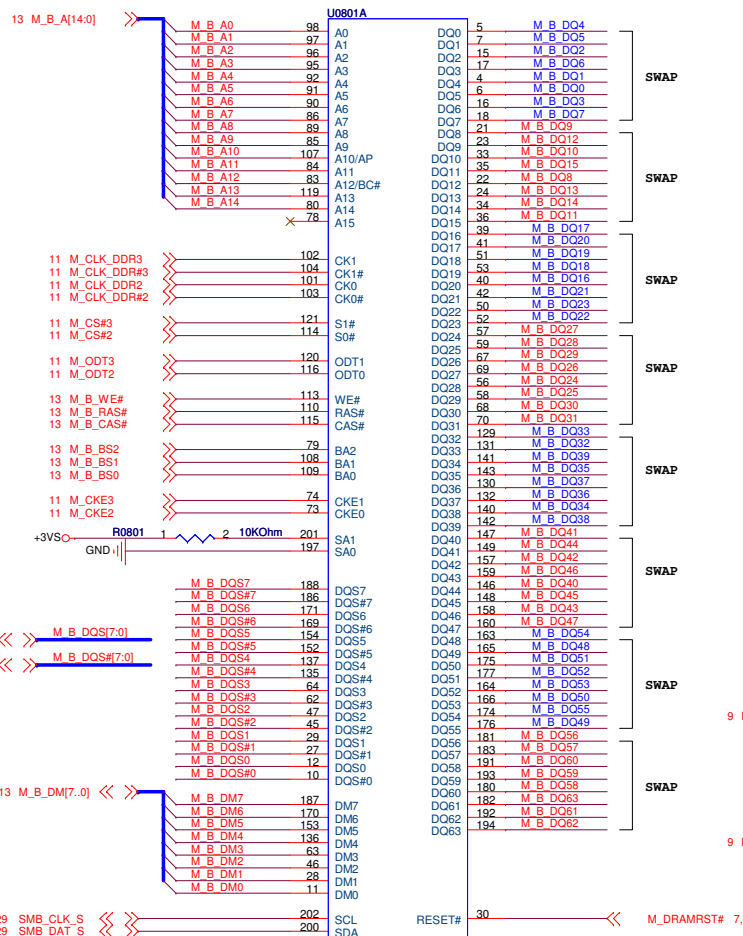 U0801A
13 M_B_A[14:0]
M_B_A0 98 A0 DQ0 5 M_B_DQ4
M_B_A1 97 A1 DQ1 7 M_B_DQ5
M_B_A2 96 A2 DQ2 15 M_B_DQ2
M_B_A3 95 A3 DQ3 17 M_B_DQ6
M_B_A4 92 A4 DQ4 4 M_B_DQ1 SWAP
M_B_A5 91 A5 DQ5 6 M_B_DQ0
M_B_A6 90 A6 DQ6 16 M_B_DQ3
M_B_A7 86 A7 DQ7 18 M_B_DQ7
M_B_A8 89 A8 DQ8 21 M_B_DQ9
M_B_A9 85 A9 DQ9 23 M_B_DQ12
M_B_A10 107 A10/AP DQ10 33 M_B_DQ10
M_B_A11 84 A11 DQ11 35 M_B_DQ15
M_B_A12 83 A12/BC# DQ12 22 M_B_DQ8 SWAP
M_B_A13 119 A13 DQ13 24 M_B_DQ13
M_B_A14 80 A14 DQ14 34 M_B_DQ14
78 A15 DQ15 36 M_B_DQ11
DQ16 39 M_B_DQ17
DQ17 41 M_B_DQ20
11 M_CLK_DDR3 102 CK1 DQ18 51 M_B_DQ19
11 M_CLK_DDR#3 104 CK1# DQ19 53 M_B_DQ18
11 M_CLK_DDR2 101 CK0 DQ20 40 M_B_DQ16 SWAP
11 M_CLK_DDR#2 103 CK0# DQ21 42 M_B_DQ21
DQ22 50 M_B_DQ23
11 M_CS#3 121 S1# DQ23 52 M_B_DQ22
11 M_CS#2 114 S0# DQ24 57 M_B_DQ27
DQ25 59 M_B_DQ28
11 M_ODT3 120 ODT1 DQ26 67 M_B_DQ29
11 M_ODT2 116 ODT0 DQ27 69 M_B_DQ26
DQ28 56 M_B_DQ24 SWAP
11 M_B_WE# 113 WE# DQ29 58 M_B_DQ25
13 M_B_RAS# 110 RAS# DQ30 68 M_B_DQ30
13 M_B_CAS# 115 CAS# DQ31 70 M_B_DQ31
DQ32 129 M_B_DQ33
13 M_B_BS2 79 BA2 DQ33 131 M_B_DQ32
13 M_B_BS1 108 BA1 DQ34 141 M_B_DQ39
13 M_B_BS0 109 BA0 DQ35 143 M_B_DQ35 SWAP
DQ36 130 M_B_DQ37
11 M_CKE3 74 CKE1 DQ37 132 M_B_DQ36
11 M_CKE2 73 CKE0 DQ38 140 M_B_DQ34
DQ39 142 M_B_DQ38
+3VS R0801 1 2 10KOhm 201 SA1 DQ40 147 M_B_DQ41
GND 197 SA0 DQ41 149 M_B_DQ44
DQ42 157 M_B_DQ42
DQ43 159 M_B_DQ46
M_B_DQS7 188 DQS7 DQ44 146 M_B_DQ40 SWAP
M_B_DQS#7 186 DQS#7 DQ45 148 M_B_DQ45
M_B_DQS6 171 DQS6 DQ46 158 M_B_DQ43
M_B_DQS#6 169 DQS#6 DQ47 160 M_B_DQ47
M_B_DQS[7:0] M_B_DQS5 154 DQS5 DQ48 163 M_B_DQ54
M_B_DQS#5 152 DQS#5 DQ49 165 M_B_DQ48
M_B_DQS#[7:0] M_B_DQS4 137 DQS4 DQ50 175 M_B_DQ51
M_B_DQS#4 135 DQS#4 DQ51 177 M_B_DQ52
M_B_DQS3 64 DQS3 DQ52 164 M_B_DQ53 SWAP
M_B_DQS#3 62 DQS#3 DQ53 166 M_B_DQ50
M_B_DQS2 47 DQS2 DQ54 174 M_B_DQ55 9
M_B_DQS#2 45 DQS#2 DQ55 176 M_B_DQ49
M_B_DQS1 29 DQS1 DQ56 181 M_B_DQ56
M_B_DQS#1 27 DQS#1 DQ57 183 M_B_DQ57
M_B_DQS0 12 DQS0 DQ58 191 M_B_DQ60
M_B_DQS#0 10 DQS#0 DQ59 193 M_B_DQ59
13 M_B_DM[7..0] DQ60 180 M_B_DQ58 SWAP
M_B_DM7 187 DM7 DQ61 182 M_B_DQ63
M_B_DM6 170 DM6 DQ62 192 M_B_DQ61
M_B_DM5 153 DM5 DQ63 194 M_B_DQ62
M_B_DM4 136 DM4 9
M_B_DM3 63 DM3
M_B_DM2 46 DM2
M_B_DM1 28 DM1
M_B_DM0 11 DM0
29 SMB_CLK_S 202 SCL RESET# 30 M_DRAMRST# 7,
29 SMB_DAT_S 200 SDA